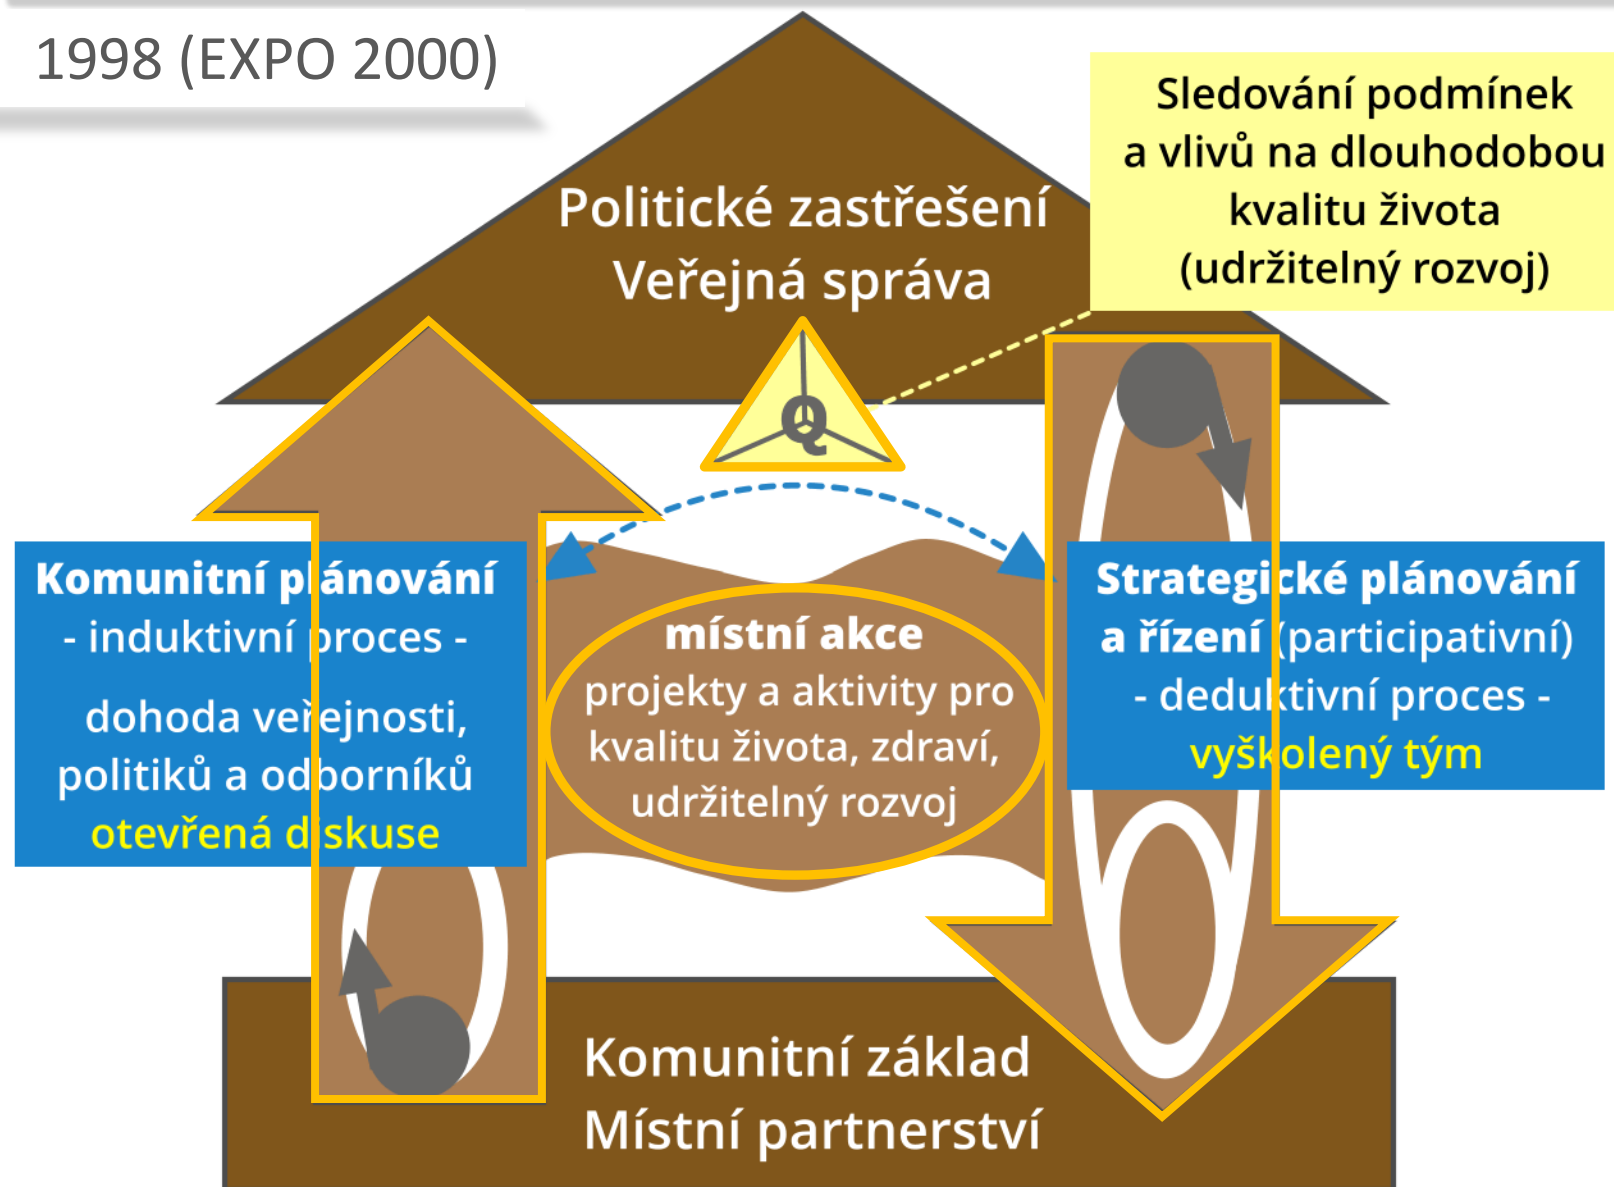 1998 (EXPO 2000)
Sledování podmínek
a vlivů na dlouhodobou
kvalitu života
(udržitelný rozvoj)
Politické zastřešení
Veřejná správa
Q
Komunitní plánování
- induktivní proces -
dohoda veřejnosti,
politiků a odborníků
otevřená diskuse
místní akce
projekty a aktivity pro
kvalitu života, zdraví,
udržitelný rozvoj
Strategické plánování
a řízení (participativní)
- deduktivní proces -
vyškolený tým
Komunitní základ
Místní partnerství